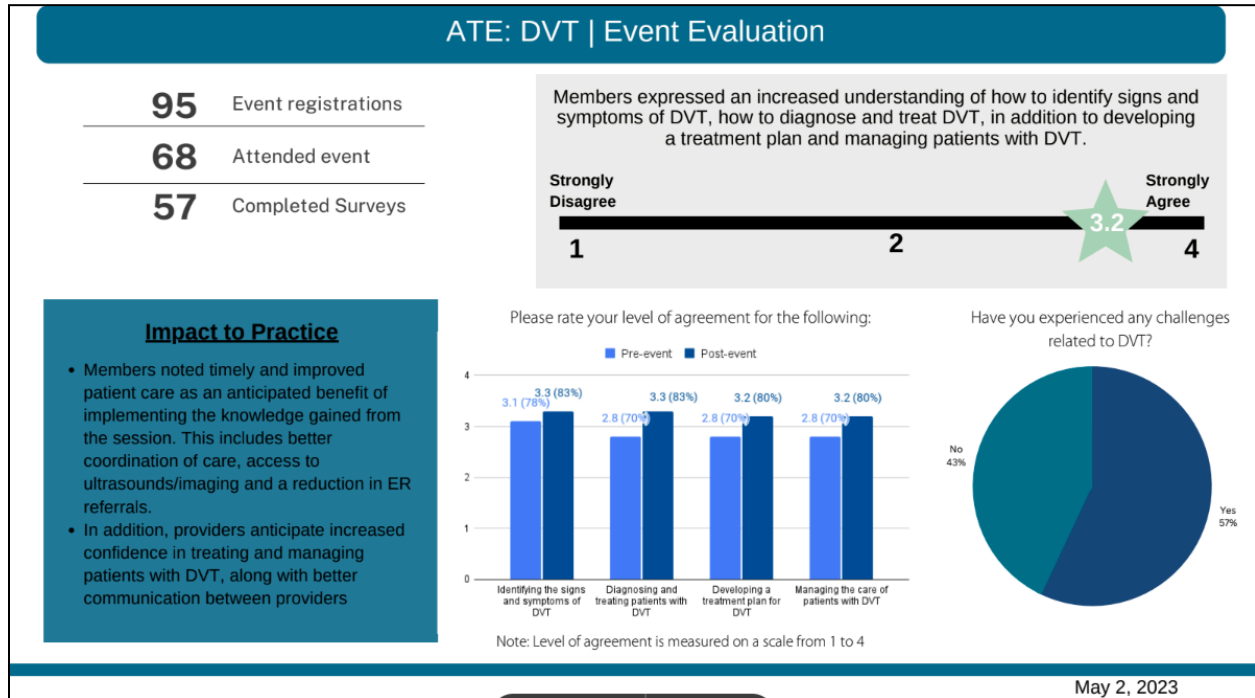 ATE: DVT | Event Evaluation
95 Event registrations
68 Attended event
57 Completed Surveys
Members expressed an increased understanding of how to identify signs and
symptoms of DVT, how to diagnose and treat DVT, in addition to developing
a treatment plan and managing patients with DVT.
Strongly
Disagree
Strongly
Agree
3.2
1
2
4
Impact to Practice
• Members noted timely and improved
patient care as an anticipated benefit of
implementing the knowledge gained from
the session. This includes better
coordination of care, access to
ultrasounds/imaging and a reduction in ER
referrals.
• In addition, providers anticipate increased
confidence in treating and managing
patients with DVT, along with better
communication between providers
Please rate your level of agreement for the following:
Pre-event Post-event
4
3
2
1
0
3.1 (78%) 3.3 (83%)
2.8 (70%) 3.3 (83%)
2.8 (70%) 3.2 (80%)
2.8 (70%) 3.2 (80%)
Identifying the signs
and symptoms of
DVT
Diagnosing and
treating patients with
DVT
Developing a
treatment plan for
DVT
Managing the care of
patients with DVT
Note: Level of agreement is measured on a scale from 1 to 4
Have you experienced any challenges
related to DVT?
No
43%
Yes
57%
May 2, 2023